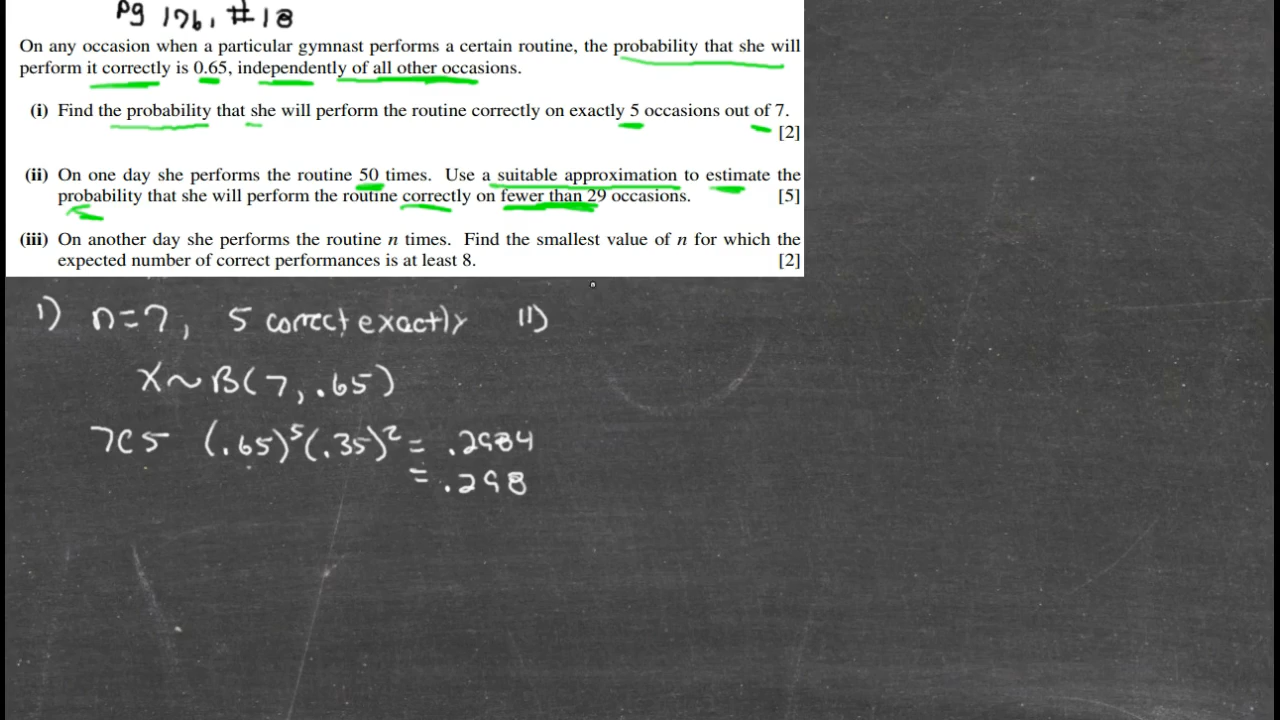 Pg 176, #18
On any occasion when a particular gymnast performs a certain routine, the probability that she will
perform it correctly is 0.65, independently of all other occasions.
(i) Find the probability that she will perform the routine correctly on exactly 5 occasions out of 7.
[2]
(ii) On one day she performs the routine 50 times. Use a suitable approximation to estimate the
probability that she will perform the routine correctly on fewer than 29 occasions. [5]
(iii) On another day she performs the routine n times. Find the smallest value of n for which the
expected number of correct performances is at least 8. [2]
1) n=7, 5 correct exactly
X~B(7, .65)
7C5 (.65)⁵(.35)² = .2984
= .298
11)